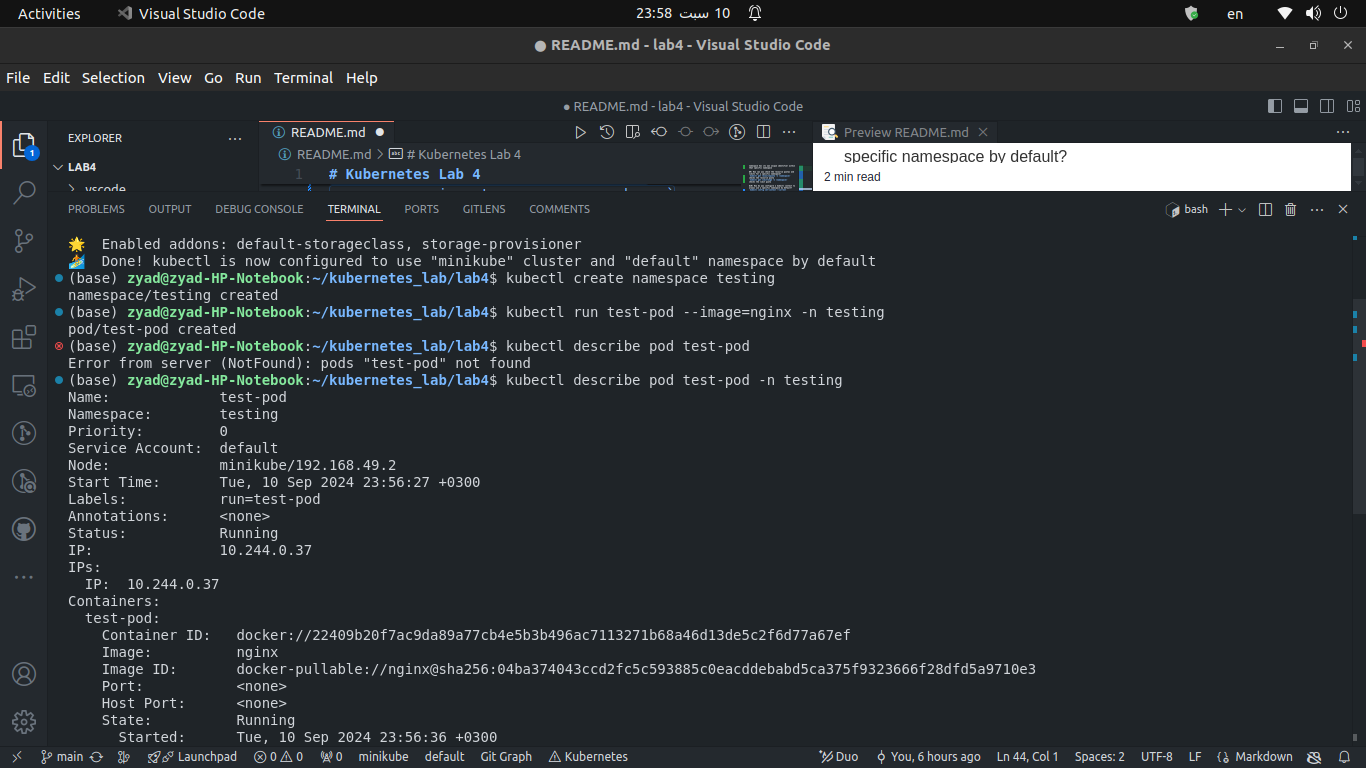 Activities Visual Studio Code 23:58 10 سبت en
README.md - lab4 - Visual Studio Code
File Edit Selection View Go Run Terminal Help
README.md - lab4 - Visual Studio Code
EXPLORER README.md Preview README.md
README.md > # Kubernetes Lab 4
LAB4
1 # Kubernetes Lab 4
.vscode
specific namespace by default?
2 min read
PROBLEMS OUTPUT DEBUG CONSOLE TERMINAL PORTS GITLENS COMMENTS bash
Enabled addons: default-storageclass, storage-provisioner
Done! kubectl is now configured to use "minikube" cluster and "default" namespace by default
(base) zyad@zyad-HP-Notebook:~/kubernetes_lab/lab4$ kubectl create namespace testing
namespace/testing created
(base) zyad@zyad-HP-Notebook:~/kubernetes_lab/lab4$ kubectl run test-pod --image=nginx -n testing
pod/test-pod created
(base) zyad@zyad-HP-Notebook:~/kubernetes_lab/lab4$ kubectl describe pod test-pod
Error from server (NotFound): pods "test-pod" not found
(base) zyad@zyad-HP-Notebook:~/kubernetes_lab/lab4$ kubectl describe pod test-pod -n testing
Name: test-pod
Namespace: testing
Priority: 0
Service Account: default
Node: minikube/192.168.49.2
Start Time: Tue, 10 Sep 2024 23:56:27 +0300
Labels: run=test-pod
Annotations: <none>
Status: Running
IP: 10.244.0.37
IPs:
IP: 10.244.0.37
Containers:
test-pod:
Container ID: docker://22409b20f7ac9da89a77cb4e5b3b496ac7113271b68a46d13de5c2f6d77a67ef
Image: nginx
Image ID: docker-pullable://nginx@sha256:04ba374043ccd2fc5c593885c0eacddebabd5ca375f9323666f28dfd5a9710e3
Port: <none>
Host Port: <none>
State: Running
Started: Tue, 10 Sep 2024 23:56:36 +0300
main Launchpad 0 0 0 minikube default Git Graph Kubernetes Duo You, 6 hours ago Ln 44, Col 1 Spaces: 2 UTF-8 LF Markdown